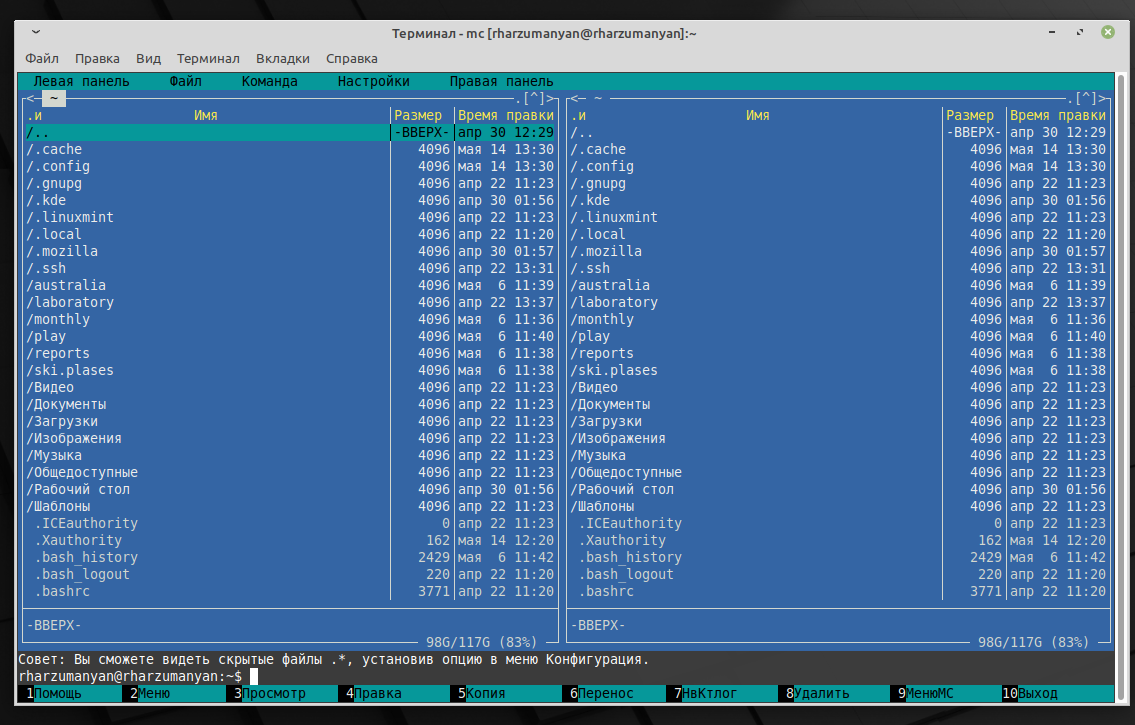 Терминал - mc [rharzumanyan@rharzumanyan]:~
Файл Правка Вид Терминал Вкладки Справка
Левая панель Файл Команда Настройки Правая панель
<─ ~ .[^]> <─ ~ .[^]>
.и Имя Размер Время правки .и Имя Размер Время правки
/.. -ВВЕРХ- апр 30 12:29 /.. -ВВЕРХ- апр 30 12:29
/.cache 4096 мая 14 13:30 /.cache 4096 мая 14 13:30
/.config 4096 мая 14 13:30 /.config 4096 мая 14 13:30
/.gnupg 4096 апр 22 11:23 /.gnupg 4096 апр 22 11:23
/.kde 4096 апр 30 01:56 /.kde 4096 апр 30 01:56
/.linuxmint 4096 апр 22 11:23 /.linuxmint 4096 апр 22 11:23
/.local 4096 апр 22 11:20 /.local 4096 апр 22 11:20
/.mozilla 4096 апр 30 01:57 /.mozilla 4096 апр 30 01:57
/.ssh 4096 апр 22 13:31 /.ssh 4096 апр 22 13:31
/australia 4096 мая 6 11:39 /australia 4096 мая 6 11:39
/laboratory 4096 апр 22 13:37 /laboratory 4096 апр 22 13:37
/monthly 4096 мая 6 11:36 /monthly 4096 мая 6 11:36
/play 4096 мая 6 11:40 /play 4096 мая 6 11:40
/reports 4096 мая 6 11:38 /reports 4096 мая 6 11:38
/ski.plases 4096 мая 6 11:38 /ski.plases 4096 мая 6 11:38
/Видео 4096 апр 22 11:23 /Видео 4096 апр 22 11:23
/Документы 4096 апр 22 11:23 /Документы 4096 апр 22 11:23
/Загрузки 4096 апр 22 11:23 /Загрузки 4096 апр 22 11:23
/Изображения 4096 апр 22 11:23 /Изображения 4096 апр 22 11:23
/Музыка 4096 апр 22 11:23 /Музыка 4096 апр 22 11:23
/Общедоступные 4096 апр 22 11:23 /Общедоступные 4096 апр 22 11:23
/Рабочий стол 4096 апр 30 01:56 /Рабочий стол 4096 апр 30 01:56
/Шаблоны 4096 апр 22 11:23 /Шаблоны 4096 апр 22 11:23
.ICEauthority 0 апр 22 11:23 .ICEauthority 0 апр 22 11:23
.Xauthority 162 мая 14 12:20 .Xauthority 162 мая 14 12:20
.bash_history 2429 мая 6 11:42 .bash_history 2429 мая 6 11:42
.bash_logout 220 апр 22 11:20 .bash_logout 220 апр 22 11:20
.bashrc 3771 апр 22 11:20 .bashrc 3771 апр 22 11:20
-ВВЕРХ- -ВВЕРХ-
98G/117G (83%) 98G/117G (83%)
Совет: Вы сможете видеть скрытые файлы .*, установив опцию в меню Конфигурация.
rharzumanyan@rharzumanyan:~$
1Помощь 2Меню 3Просмотр 4Правка 5Копия 6Перенос 7НвКтлог 8Удалить 9МенюМС 10Выход